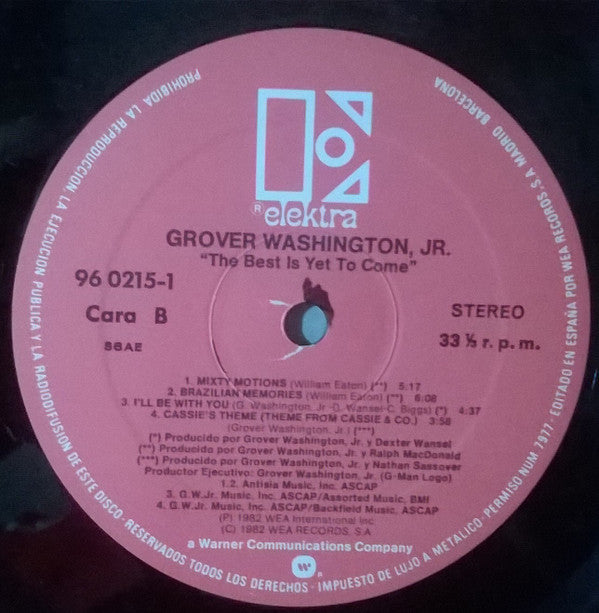 PROHIBIDA LA REPRODUCCION, LA EJECUCION PUBLICA Y LA RADIODIFUSION DE ESTE DISCO - RESERVADOS TODOS LOS DERECHOS - IMPUESTO DE LUJO A METALICO - PERMISO NUM 7977 - EDITADO EN ESPAÑA POR WEA RECORDS, S.A MADRID BARCELONA
® elektra
GROVER WASHINGTON, JR.
"The Best Is Yet To Come"
96 0215-1
STEREO
Cara B
33 ⅓ r. p. m.
SGAE
1. MIXTY MOTIONS (William Eaton) (**) 5:17
2. BRAZILIAN MEMORIES (William Eaton) (**) 6:08
3. I'LL BE WITH YOU (G. Washington, Jr -D. Wansel-C. Biggs) (*) 4:37
4. CASSIE'S THEME (THEME FROM CASSIE & CO.) 3:58
(Grover Washington, Jr.) (***)
(*) Producido por Grover Washington, Jr. y Dexter Wansel
(**) Producido por Grover Washington, Jr. y Ralph MacDonald
(***) Producido por Grover Washington, Jr. y Nathan Sassover
Productor Ejecutivo: Grover Washington, Jr. (G-Man Logo)
1.2. Antisia Music, Inc. ASCAP
3. G.W.Jr. Music, Inc. ASCAP/Assorted Music, BMI
4. G.W.Jr. Music, Inc. ASCAP/Backfield Music, ASCAP
(P) 1982 WEA International Inc
(C) 1982 WEA RECORDS, S.A
a Warner Communications Company
W ®